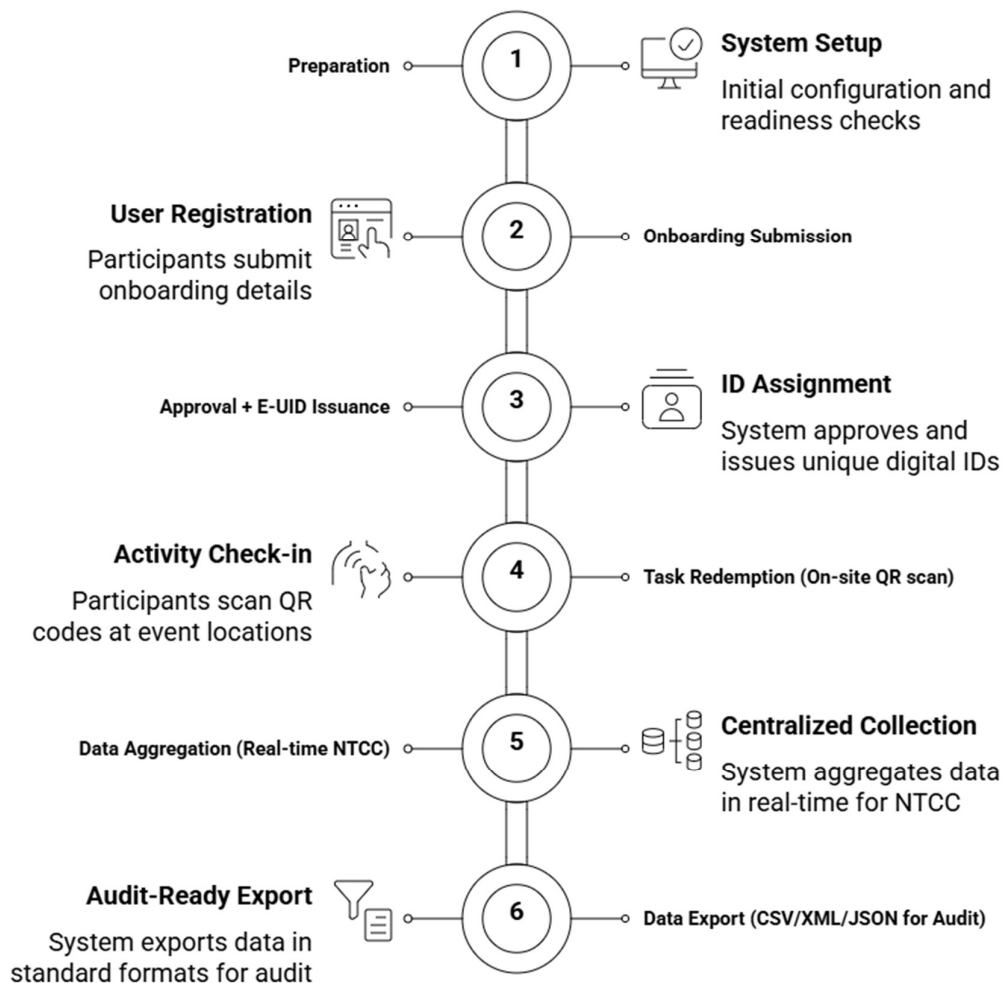 Preparation
1
System Setup
Initial configuration and
readiness checks
User Registration
Participants submit
onboarding details
2
Onboarding Submission
Approval + E-UID Issuance
3
ID Assignment
System approves and
issues unique digital IDs
Activity Check-in
Participants scan QR
codes at event locations
4
Task Redemption (On-site QR scan)
Data Aggregation (Real-time NTCC)
5
Centralized Collection
System aggregates data
in real-time for NTCC
Audit-Ready Export
System exports data in
standard formats for audit
6
Data Export (CSV/XML/JSON for Audit)